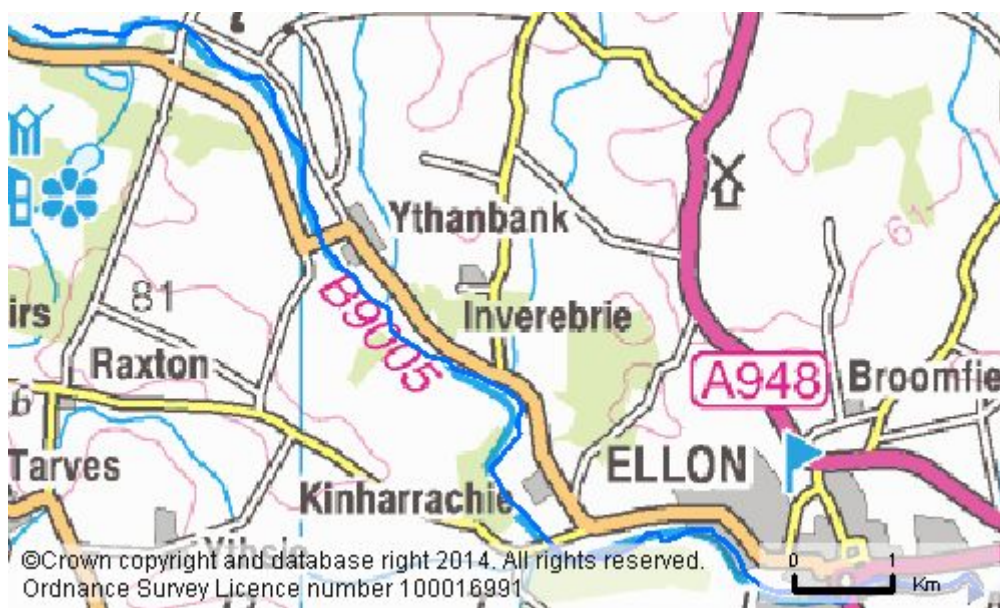 Ythanbank
61
81
irs
B9005
Inverebrie
Raxton
A948
Broomfie
6
Tarves
ELLON
Kinharrachie
©Crown copyright and database right 2014. All rights reserved.
Ordnance Survey Licence number 100016991
0 1
Km